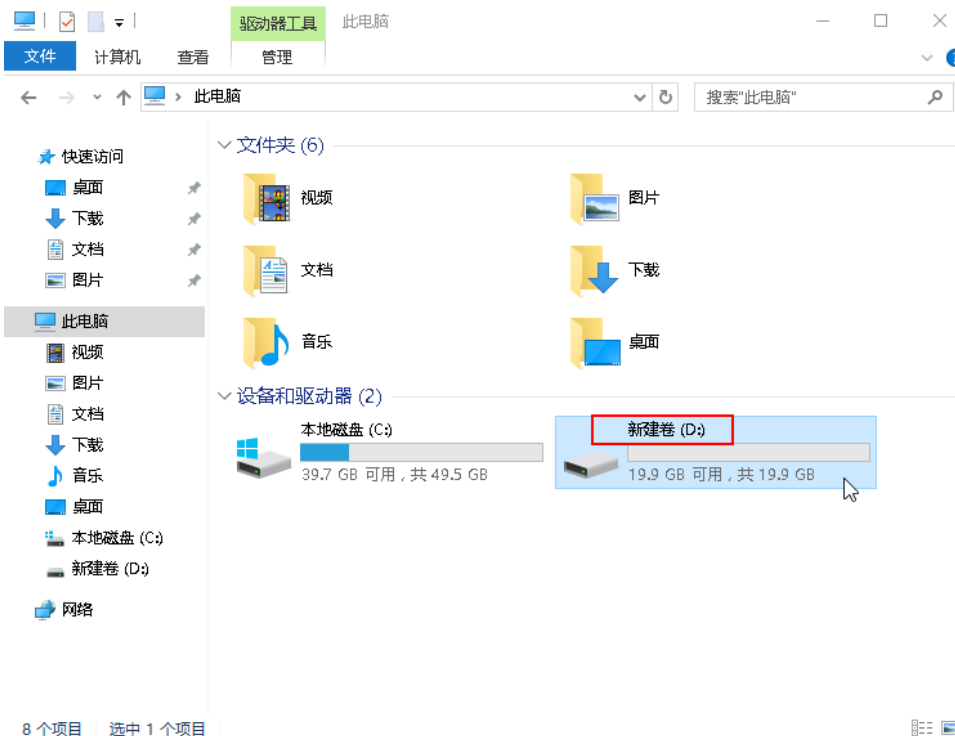 驱动器工具 此电脑
文件 计算机 查看 管理
此电脑
搜索"此电脑"
快速访问
桌面
下载
文档
图片
此电脑
视频
图片
文档
下载
音乐
桌面
本地磁盘 (C:)
新建卷 (D:)
网络
文件夹 (6)
视频
图片
文档
下载
音乐
桌面
设备和驱动器 (2)
本地磁盘 (C:)
39.7 GB 可用，共 49.5 GB
新建卷 (D:)
19.9 GB 可用，共 19.9 GB
8 个项目 选中 1 个项目